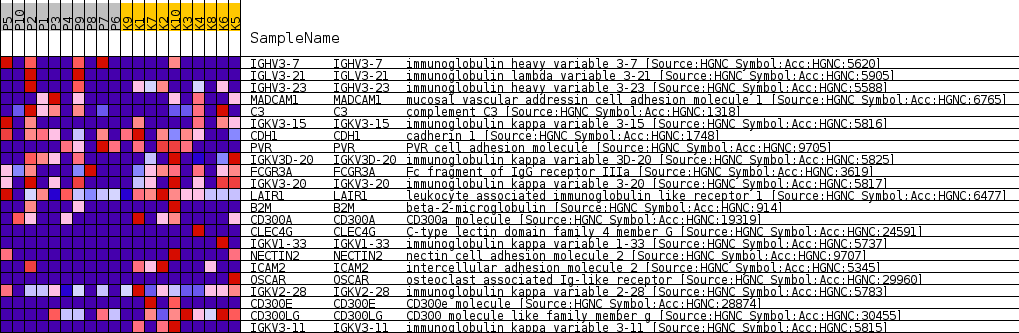 P5 P10 P2 P1 P3 P4 P9 P8 P7 P6 K9 K1 K7 K2 K10 K3 K4 K8 K6 K5
SampleName
IGHV3-7 IGHV3-7 immunoglobulin heavy variable 3-7 [Source:HGNC Symbol;Acc:HGNC:5620]
IGLV3-21 IGLV3-21 immunoglobulin lambda variable 3-21 [Source:HGNC Symbol;Acc:HGNC:5905]
IGHV3-23 IGHV3-23 immunoglobulin heavy variable 3-23 [Source:HGNC Symbol;Acc:HGNC:5588]
MADCAM1 MADCAM1 mucosal vascular addressin cell adhesion molecule 1 [Source:HGNC Symbol;Acc:HGNC:6765]
C3 C3 complement C3 [Source:HGNC Symbol;Acc:HGNC:1318]
IGKV3-15 IGKV3-15 immunoglobulin kappa variable 3-15 [Source:HGNC Symbol;Acc:HGNC:5816]
CDH1 CDH1 cadherin 1 [Source:HGNC Symbol;Acc:HGNC:1748]
PVR PVR PVR cell adhesion molecule [Source:HGNC Symbol;Acc:HGNC:9705]
IGKV3D-20 IGKV3D-20 immunoglobulin kappa variable 3D-20 [Source:HGNC Symbol;Acc:HGNC:5825]
FCGR3A FCGR3A Fc fragment of IgG receptor IIIa [Source:HGNC Symbol;Acc:HGNC:3619]
IGKV3-20 IGKV3-20 immunoglobulin kappa variable 3-20 [Source:HGNC Symbol;Acc:HGNC:5817]
LAIR1 LAIR1 leukocyte associated immunoglobulin like receptor 1 [Source:HGNC Symbol;Acc:HGNC:6477]
B2M B2M beta-2-microglobulin [Source:HGNC Symbol;Acc:HGNC:914]
CD300A CD300A CD300a molecule [Source:HGNC Symbol;Acc:HGNC:19319]
CLEC4G CLEC4G C-type lectin domain family 4 member G [Source:HGNC Symbol;Acc:HGNC:24591]
IGKV1-33 IGKV1-33 immunoglobulin kappa variable 1-33 [Source:HGNC Symbol;Acc:HGNC:5737]
NECTIN2 NECTIN2 nectin cell adhesion molecule 2 [Source:HGNC Symbol;Acc:HGNC:9707]
ICAM2 ICAM2 intercellular adhesion molecule 2 [Source:HGNC Symbol;Acc:HGNC:5345]
OSCAR OSCAR osteoclast associated Ig-like receptor [Source:HGNC Symbol;Acc:HGNC:29960]
IGKV2-28 IGKV2-28 immunoglobulin kappa variable 2-28 [Source:HGNC Symbol;Acc:HGNC:5783]
CD300E CD300E CD300e molecule [Source:HGNC Symbol;Acc:HGNC:28874]
CD300LG CD300LG CD300 molecule like family member g [Source:HGNC Symbol;Acc:HGNC:30455]
IGKV3-11 IGKV3-11 immunoglobulin kappa variable 3-11 [Source:HGNC Symbol;Acc:HGNC:5815]